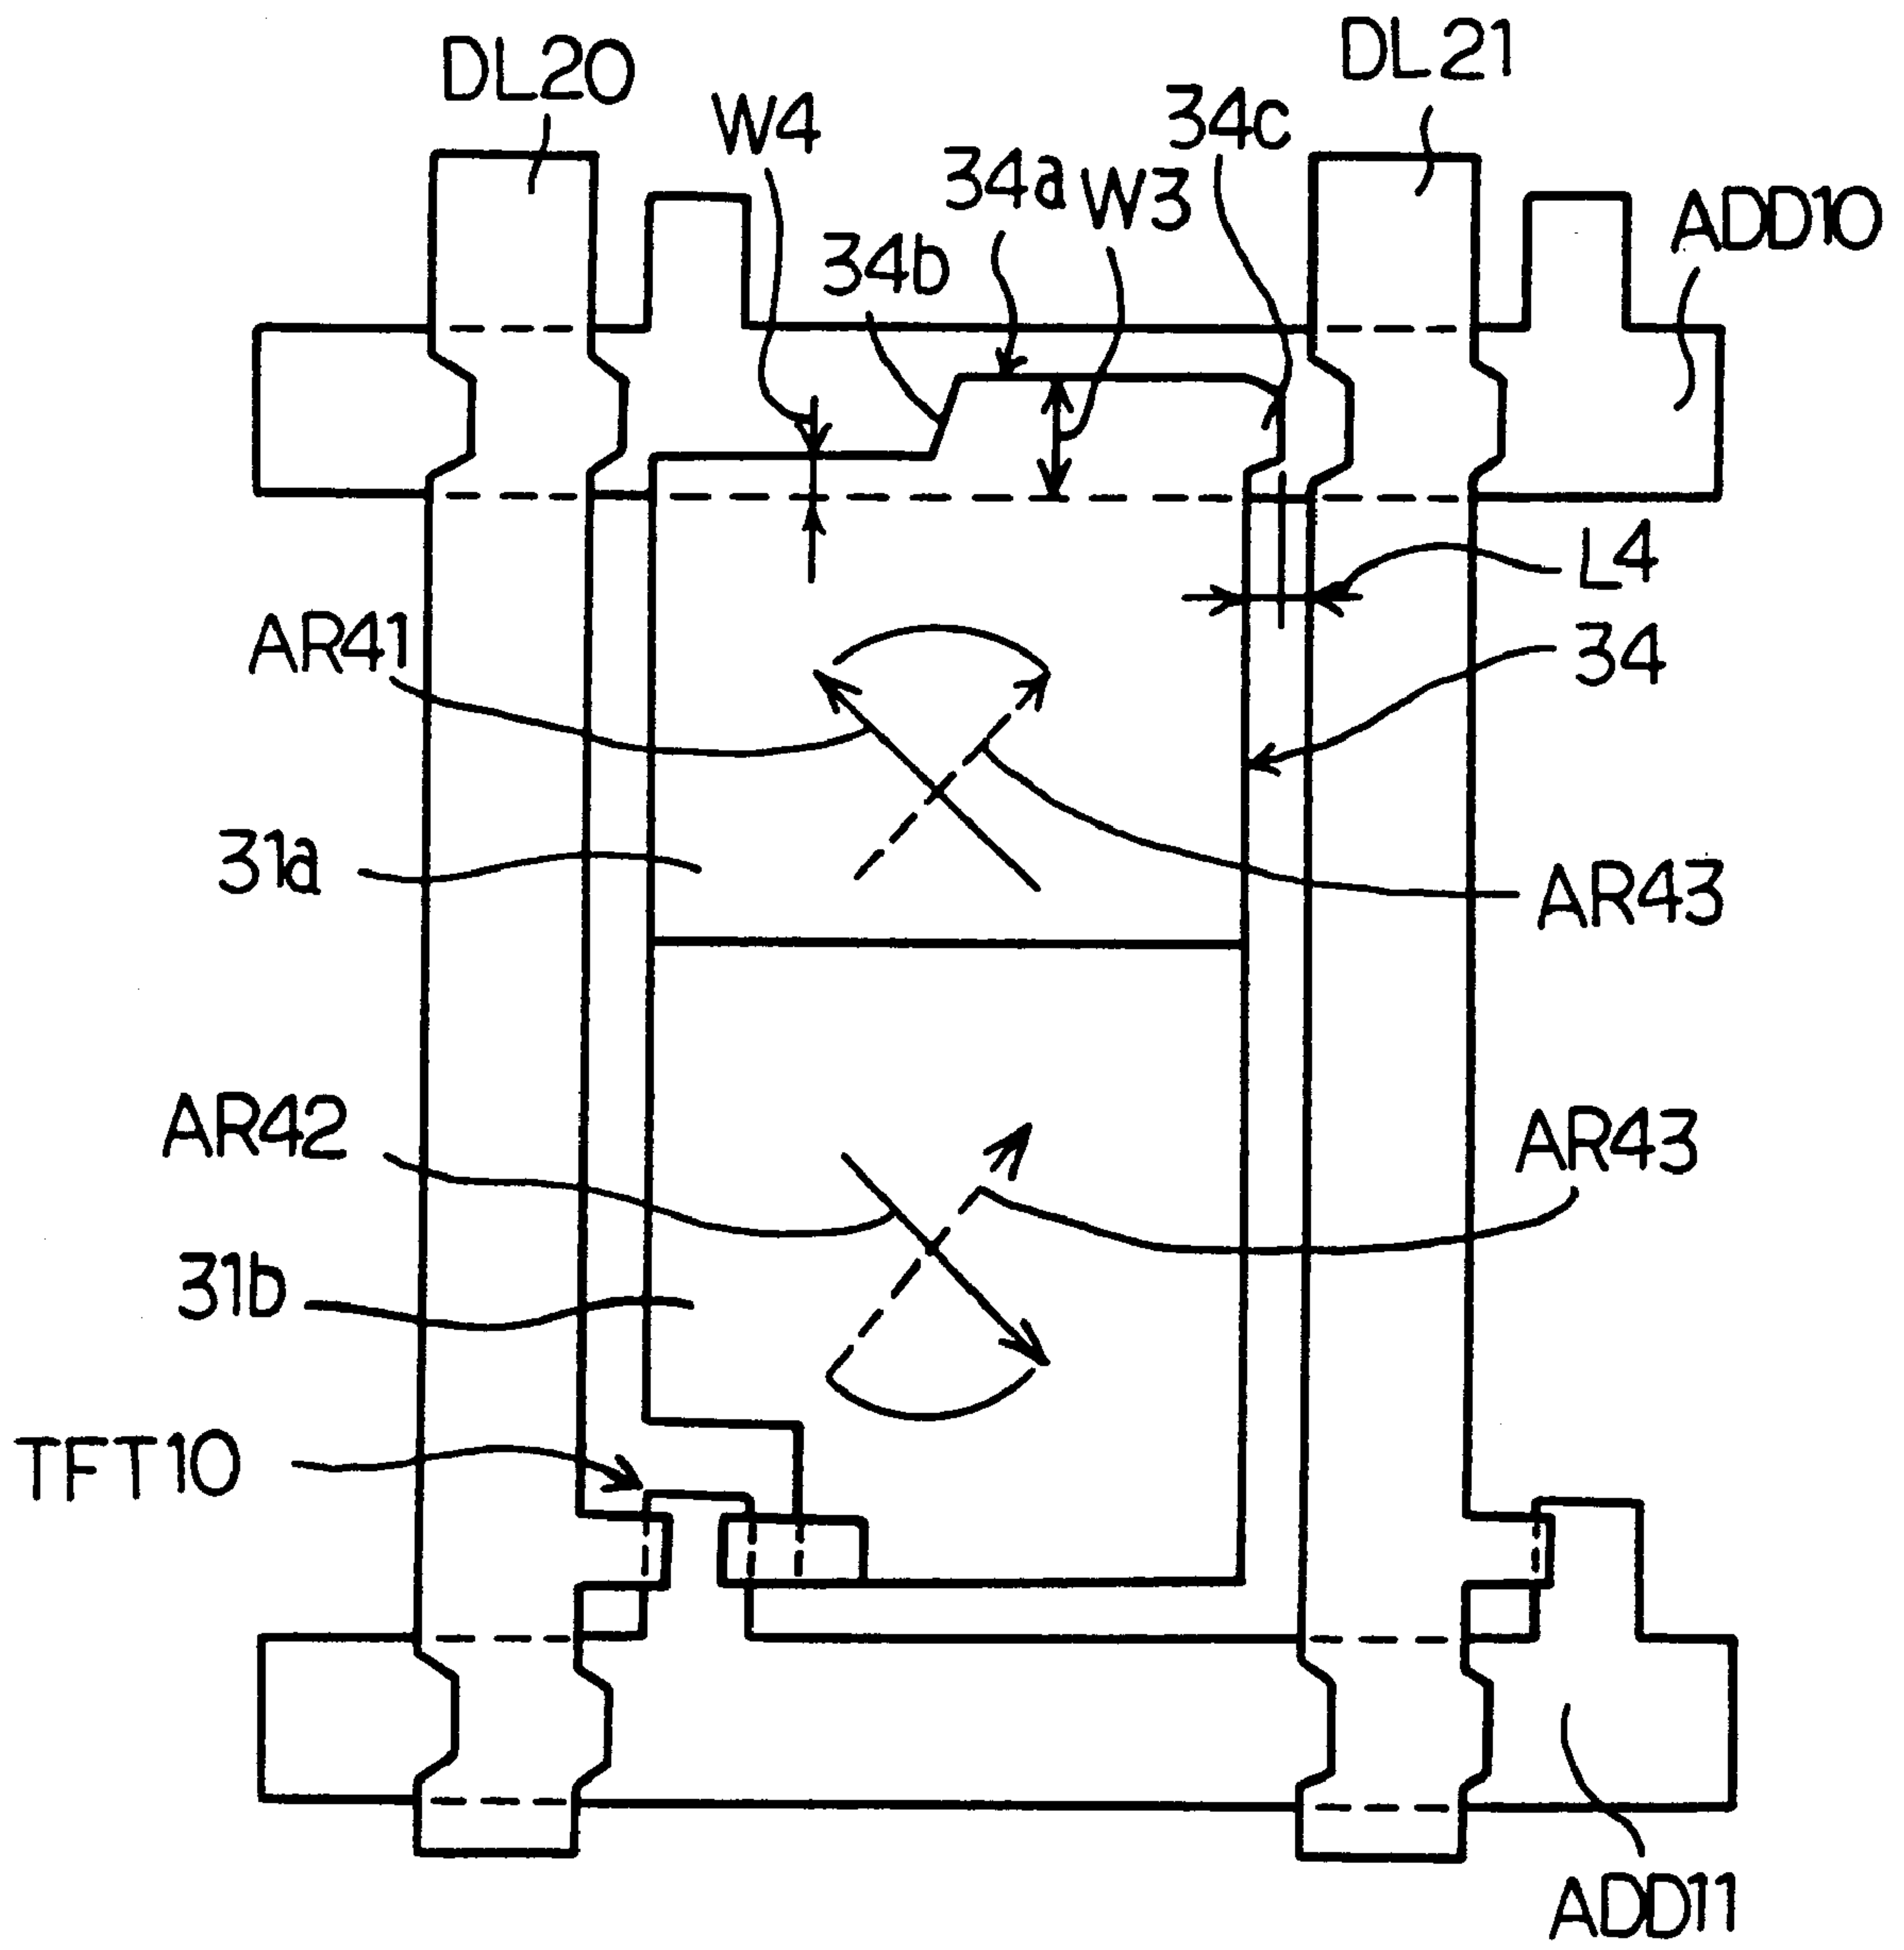 DL20
DL21
W4
34c
34a
W3
ADD10
34b
L4
AR41
34
31a
AR43
AR42
AR43
31b
TFT10
ADD11